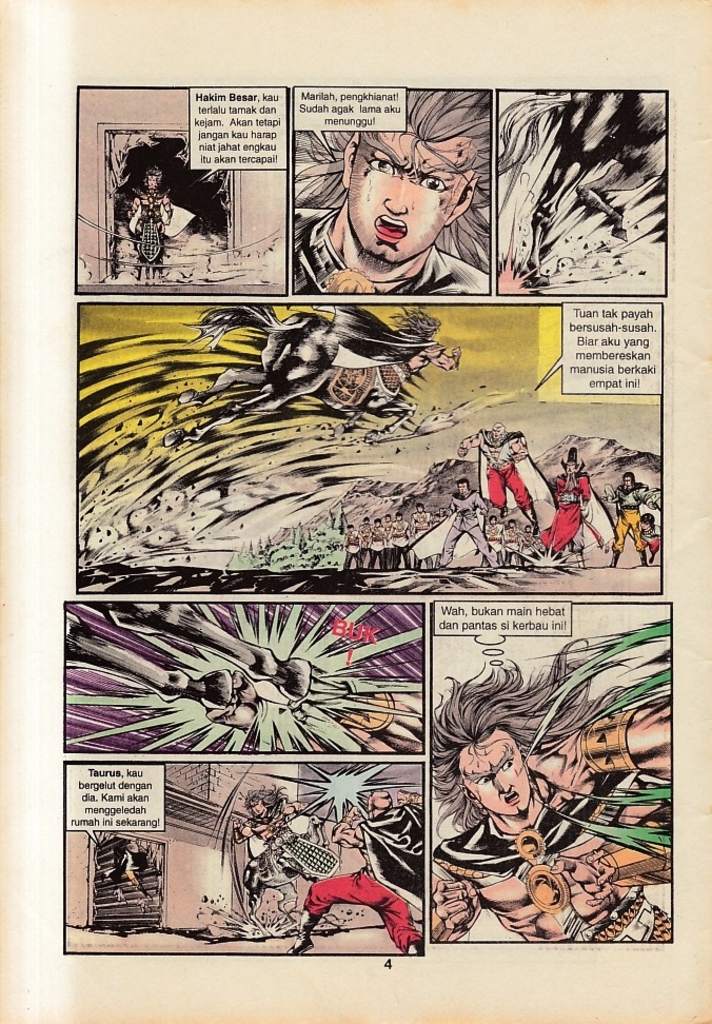 Hakim Besar, kau
terlalu tamak dan
kejam. Akan tetapi
jangan kau harap
niat jahat engkau
itu akan tercapai!
Marilah, pengkhianat!
Sudah agak lama aku
menunggu!
Tuan tak payah
bersusah-susah.
Biar aku yang
membereskan
manusia berkaki
empat ini!
BUK
!
Wah, bukan main hebat
dan pantas si kerbau ini!
Taurus, kau
bergelut dengan
dia. Kami akan
menggeledah
rumah ini sekarang!
4